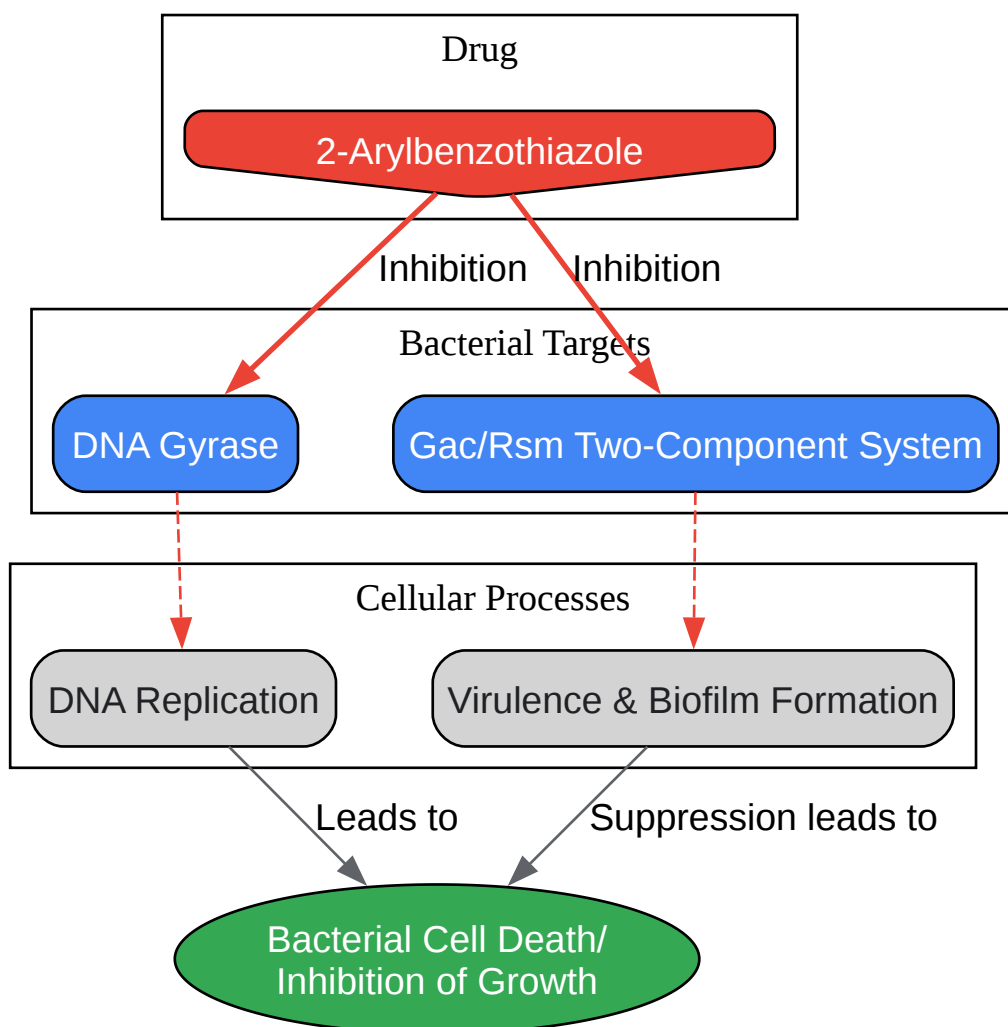 Drug
2-Arylbenzothiazole
Inhibition
Inhibition
Bacterial Targets
DNA Gyrase
Gac/Rsm Two-Component System
Cellular Processes
DNA Replication
Virulence & Biofilm Formation
Leads to
Suppression leads to
Bacterial Cell Death/
Inhibition of Growth